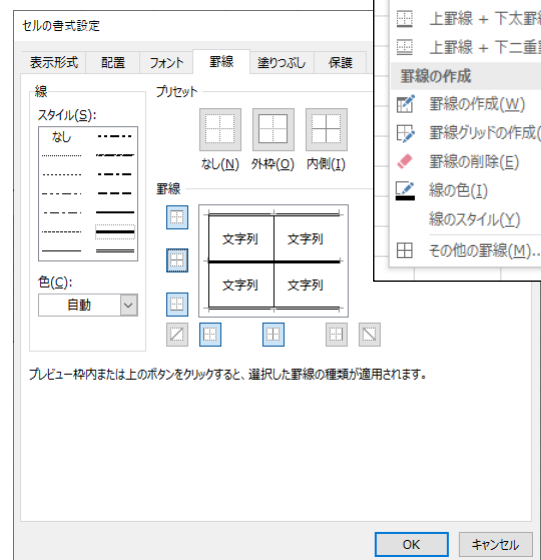 セルの書式設定
表示形式 配置 フォント 罫線 塗りつぶし 保護
線
スタイル(S):
なし
色(C):
自動
プリセット
なし(N) 外枠(O) 内側(I)
罫線
文字列 文字列
文字列 文字列
プレビュー枠内または上のボタンをクリックすると、選択した罫線の種類が適用されます。
OK キャンセル
上罫線 + 下太罫
上罫線 + 下二重
罫線の作成
罫線の作成(W)
罫線グリッドの作成(
罫線の削除(E)
線の色(I)
線のスタイル(Y)
その他の罫線(M)...